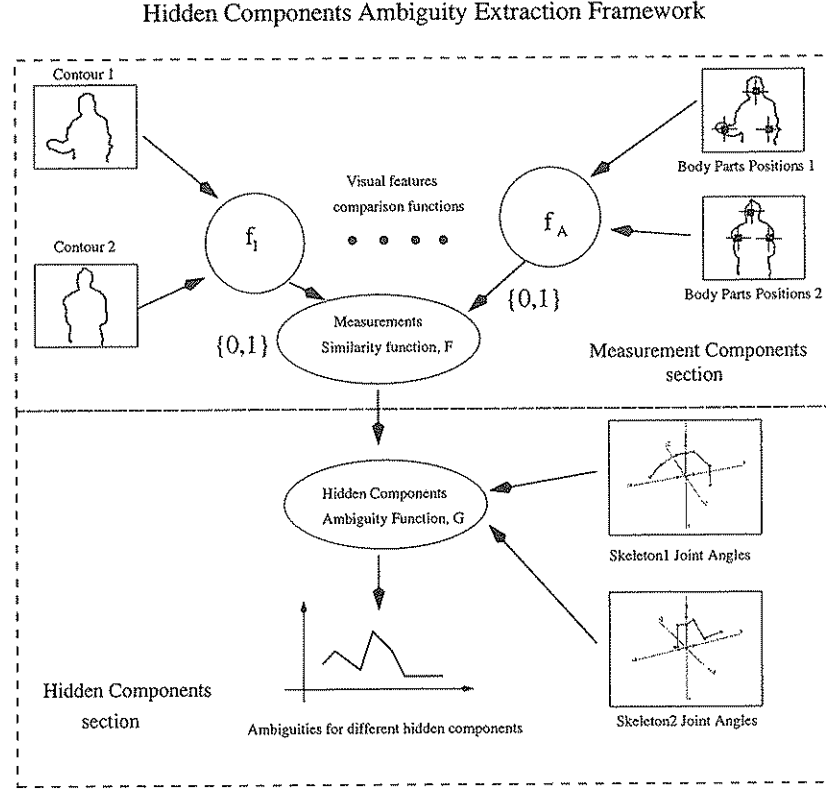 Hidden Components Ambiguity Extraction Framework
Contour 1
Body Parts Positions 1
Visual features
comparison functions
f1
f A
Contour 2
Body Parts Positions 2
{0,1}
{0,1}
Measurements
Similarity function, F
Measurement Components
section
Hidden Components
Ambiguity Function, G
Skeleton1 Joint Angles
Hidden Components
section
Ambiguities for different hidden components
Skeleton2 Joint Angles